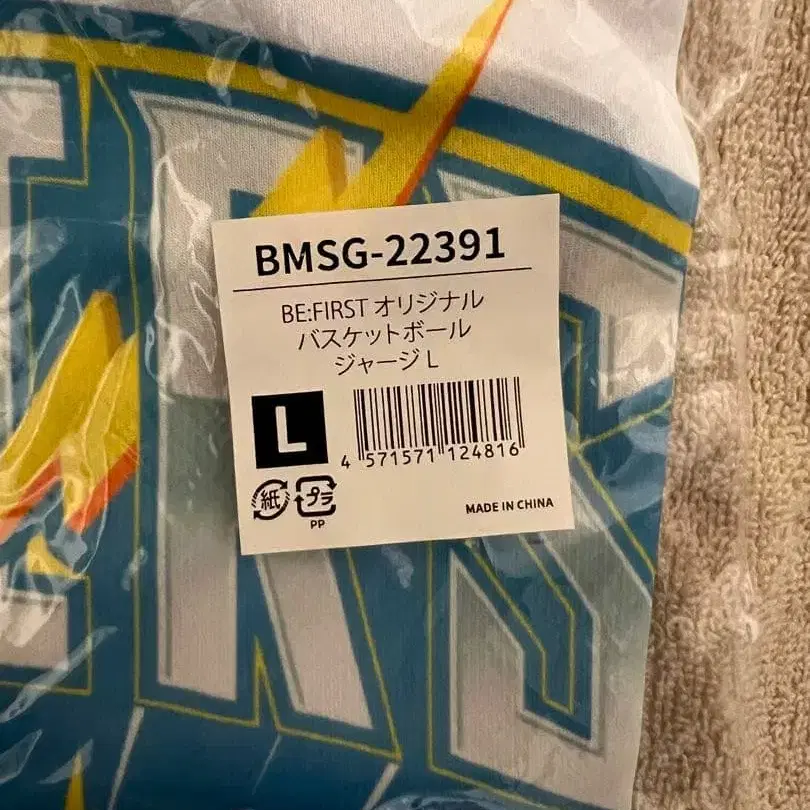 BMSG-22391
BE:FIRST オリジナル
バスケットボール
ジャージ L
L
4 571571 124816
紙 プラ
PP
MADE IN CHINA
ERS